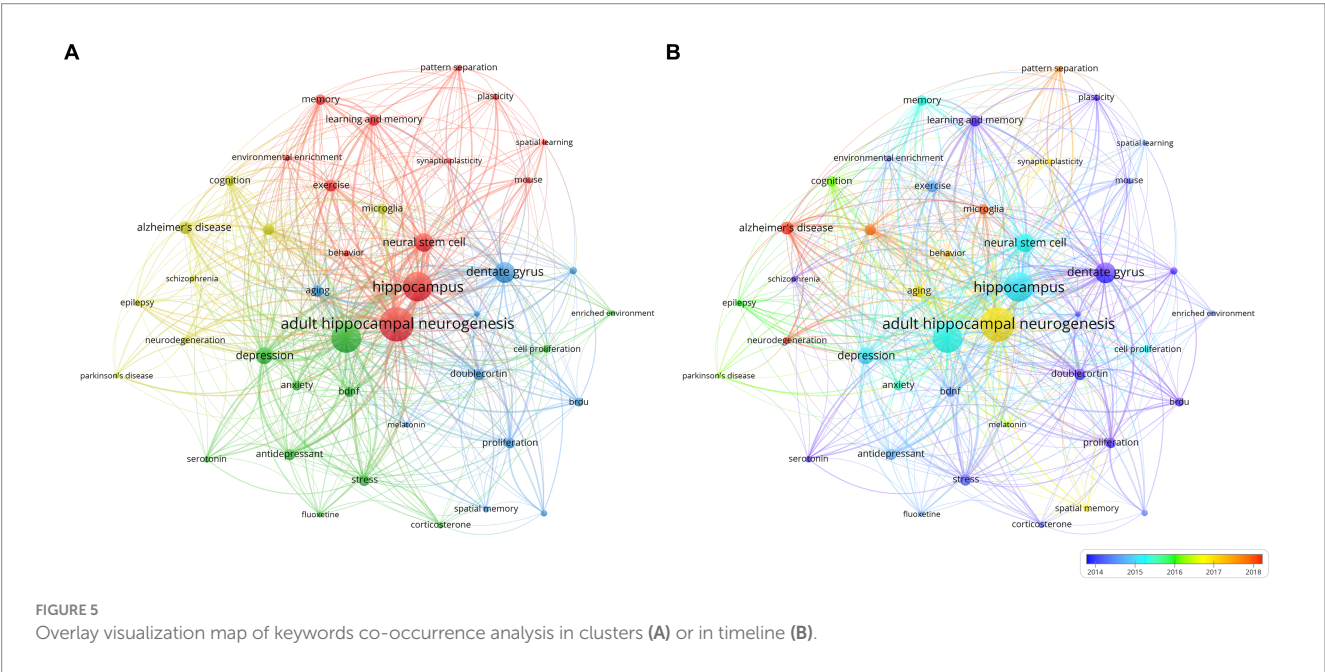 A
pattern separation
memory
plasticity
learning and memory
spatial learning
environmental enrichment
synaptic plasticity
cognition
exercise
mouse
microglia
alzheimer's disease
neural stem cell
behavior
schizophrenia
dentate gyrus
aging
hippocampus
epilepsy
enriched environment
adult hippocampal neurogenesis
neurodegeneration
cell proliferation
depression
parkinson's disease
doublecortin
anxiety
bdnf
brdu
melatonin
proliferation
serotonin
antidepressant
stress
spatial memory
fluoxetine
corticosterone
B
pattern separation
memory
plasticity
learning and memory
spatial learning
environmental enrichment
synaptic plasticity
cognition
exercise
mouse
microglia
alzheimer's disease
neural stem cell
behavior
schizophrenia
dentate gyrus
aging
hippocampus
epilepsy
enriched environment
adult hippocampal neurogenesis
neurodegeneration
cell proliferation
depression
parkinson's disease
doublecortin
anxiety
bdnf
brdu
melatonin
proliferation
serotonin
antidepressant
stress
spatial memory
fluoxetine
corticosterone
2014 2015 2016 2017 2018
FIGURE 5
Overlay visualization map of keywords co-occurrence analysis in clusters (A) or in timeline (B).